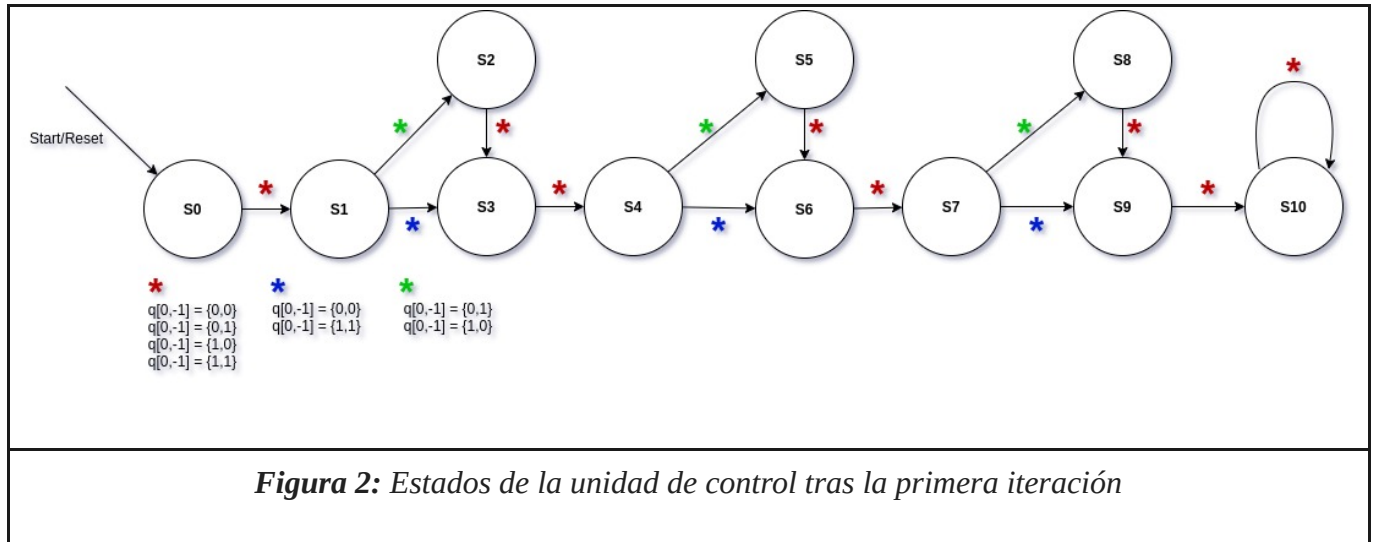 S2
S5
S8
*
Start/Reset
*
*
*
*
*
*
S0
*
S1
S3
*
S4
S6
*
S7
S9
*
S10
*
*
*
*
*
*
q[0,-1] = {0,0}
q[0,-1] = {0,1}
q[0,-1] = {1,0}
q[0,-1] = {1,1}
q[0,-1] = {0,0}
q[0,-1] = {1,1}
q[0,-1] = {0,1}
q[0,-1] = {1,0}
Figura 2: Estados de la unidad de control tras la primera iteración